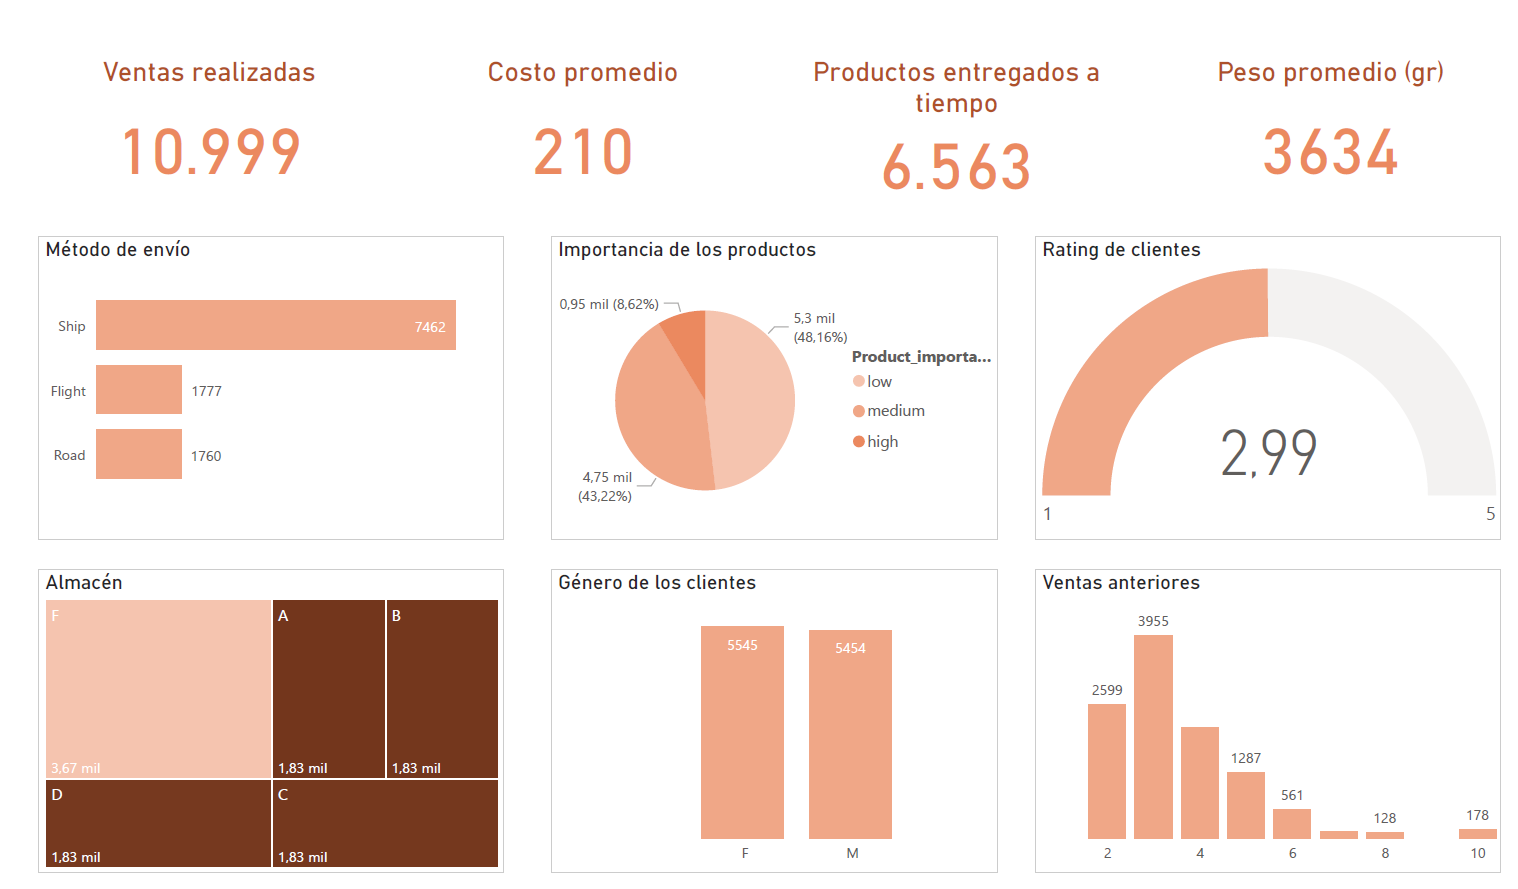 Ventas realizadas
10.999
Costo promedio
210
Productos entregados a
tiempo
6.563
Peso promedio (gr)
3634
Método de envío
Ship
7462
Flight
1777
Road
1760
Importancia de los productos
0,95 mil (8,62%)
5,3 mil
(48,16%)
4,75 mil
(43,22%)
Product_importa...
low
medium
high
Rating de clientes
2,99
1
5
Almacén
F
3,67 mil
A
1,83 mil
B
1,83 mil
D
1,83 mil
C
1,83 mil
Género de los clientes
5545
5454
F
M
Ventas anteriores
2599
3955
1287
561
128
178
2
4
6
8
10